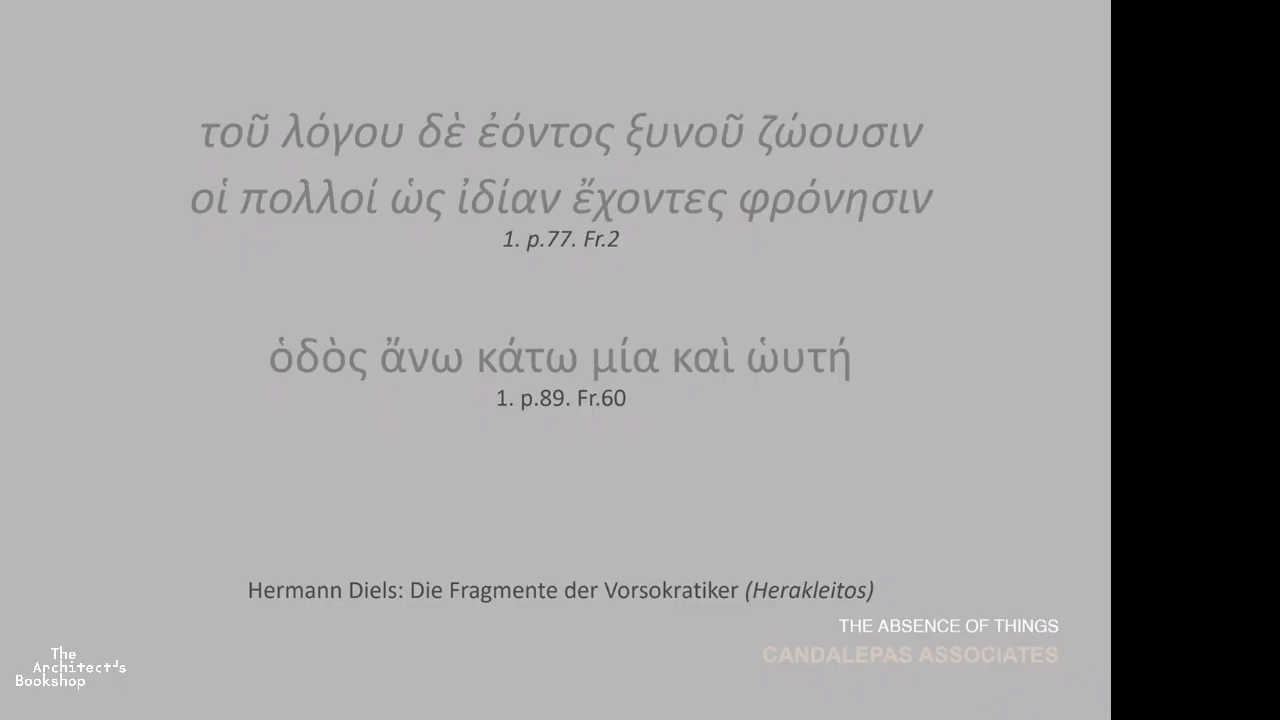 τοῦ λόγου δὲ ἐόντος ξυνοῦ ζώουσιν
οἱ πολλοί ὡς ἰδίαν ἔχοντες φρόνησιν
1. p.77. Fr.2
ὁδὸς ἄνω κάτω μία καὶ ὡυτή
1. p.89. Fr.60
Hermann Diels: Die Fragmente der Vorsokratiker (Herakleitos)
THE ABSENCE OF THINGS
CANDALEPAS ASSOCIATES
The
Architect's
Bookshop